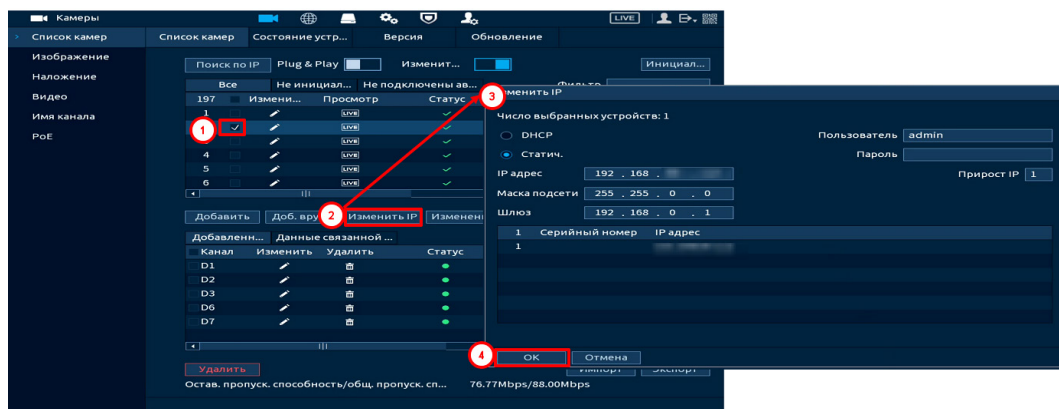 Камеры LIVE
Список камер
Изображение
Наложение
Видео
Имя канала
PoE
Список камер Состояние устр... Версия Обновление
Поиск по IP Plug & Play Изменит... Инициал...
Все Не инициал... Не подключены ав... Фильтр
197 Измени... Просмотр Статус
1 LIVE
1 LIVE
LIVE
4 LIVE
5 LIVE
6 LIVE
Добавить Доб. вру 2 Изменить IP Изменени
Добавленн... Данные связанной ...
Канал Изменить Удалить Статус
D1
D2
D3
D6
D7
Удалить Импорт Экспорт
Остав. пропуск. способность/общ. пропуск. сп... 76.77Mbps/88.00Mbps
3 зменить IP
Число выбранных устройств: 1
DHCP Пользователь admin
Статич. Пароль
IP адрес 192 . 168 . Прирост IP 1
Маска подсети 255 . 255 . 0 . 0
Шлюз 192 . 168 . 0 . 1
1 Серийный номер IP адрес
1
4 OK Отмена